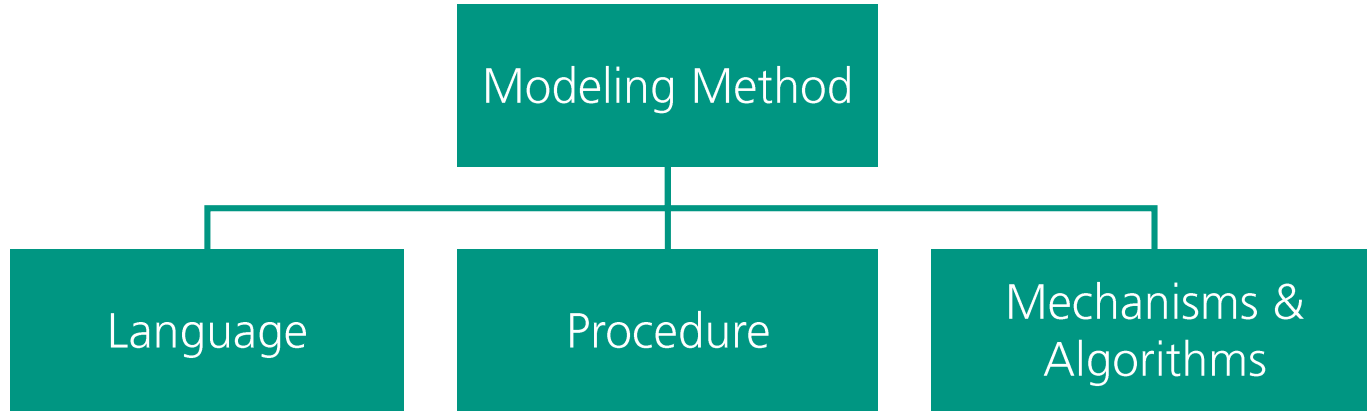 Modeling Method
Language
Procedure
Mechanisms &
Algorithms